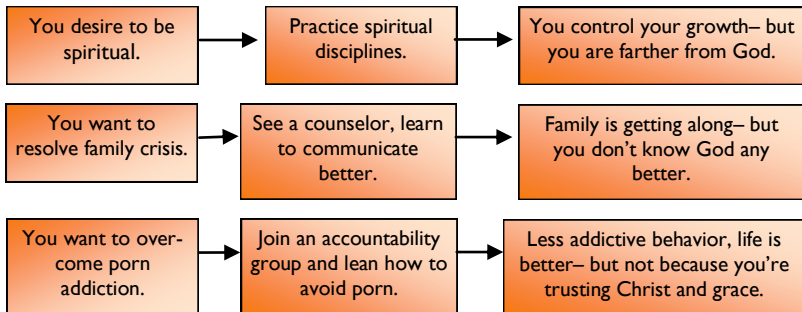 You desire to be
spiritual.
Practice spiritual
disciplines.
You control your growth– but
you are farther from God.
You want to
resolve family crisis.
See a counselor, learn
to communicate
better.
Family is getting along– but
you don’t know God any
better.
You want to over-
come porn
addiction.
Join an accountability
group and lean how to
avoid porn.
Less addictive behavior, life is
better– but not because you’re
trusting Christ and grace.